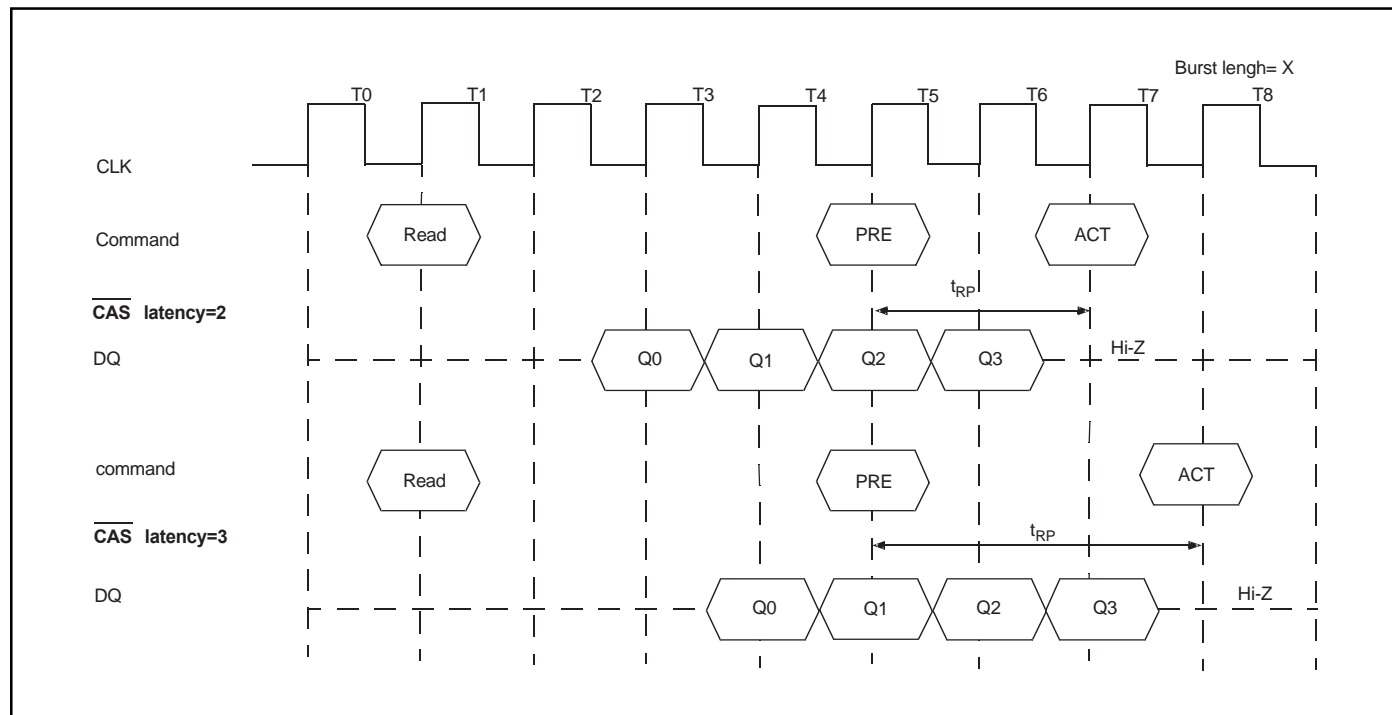 Burst lengh= X
T0 T1 T2 T3 T4 T5 T6 T7 T8
CLK
Command Read PRE ACT
CAS latency=2 tRP
DQ Q0 Q1 Q2 Q3 Hi-Z
command Read PRE ACT
CAS latency=3 tRP
DQ Q0 Q1 Q2 Q3 Hi-Z